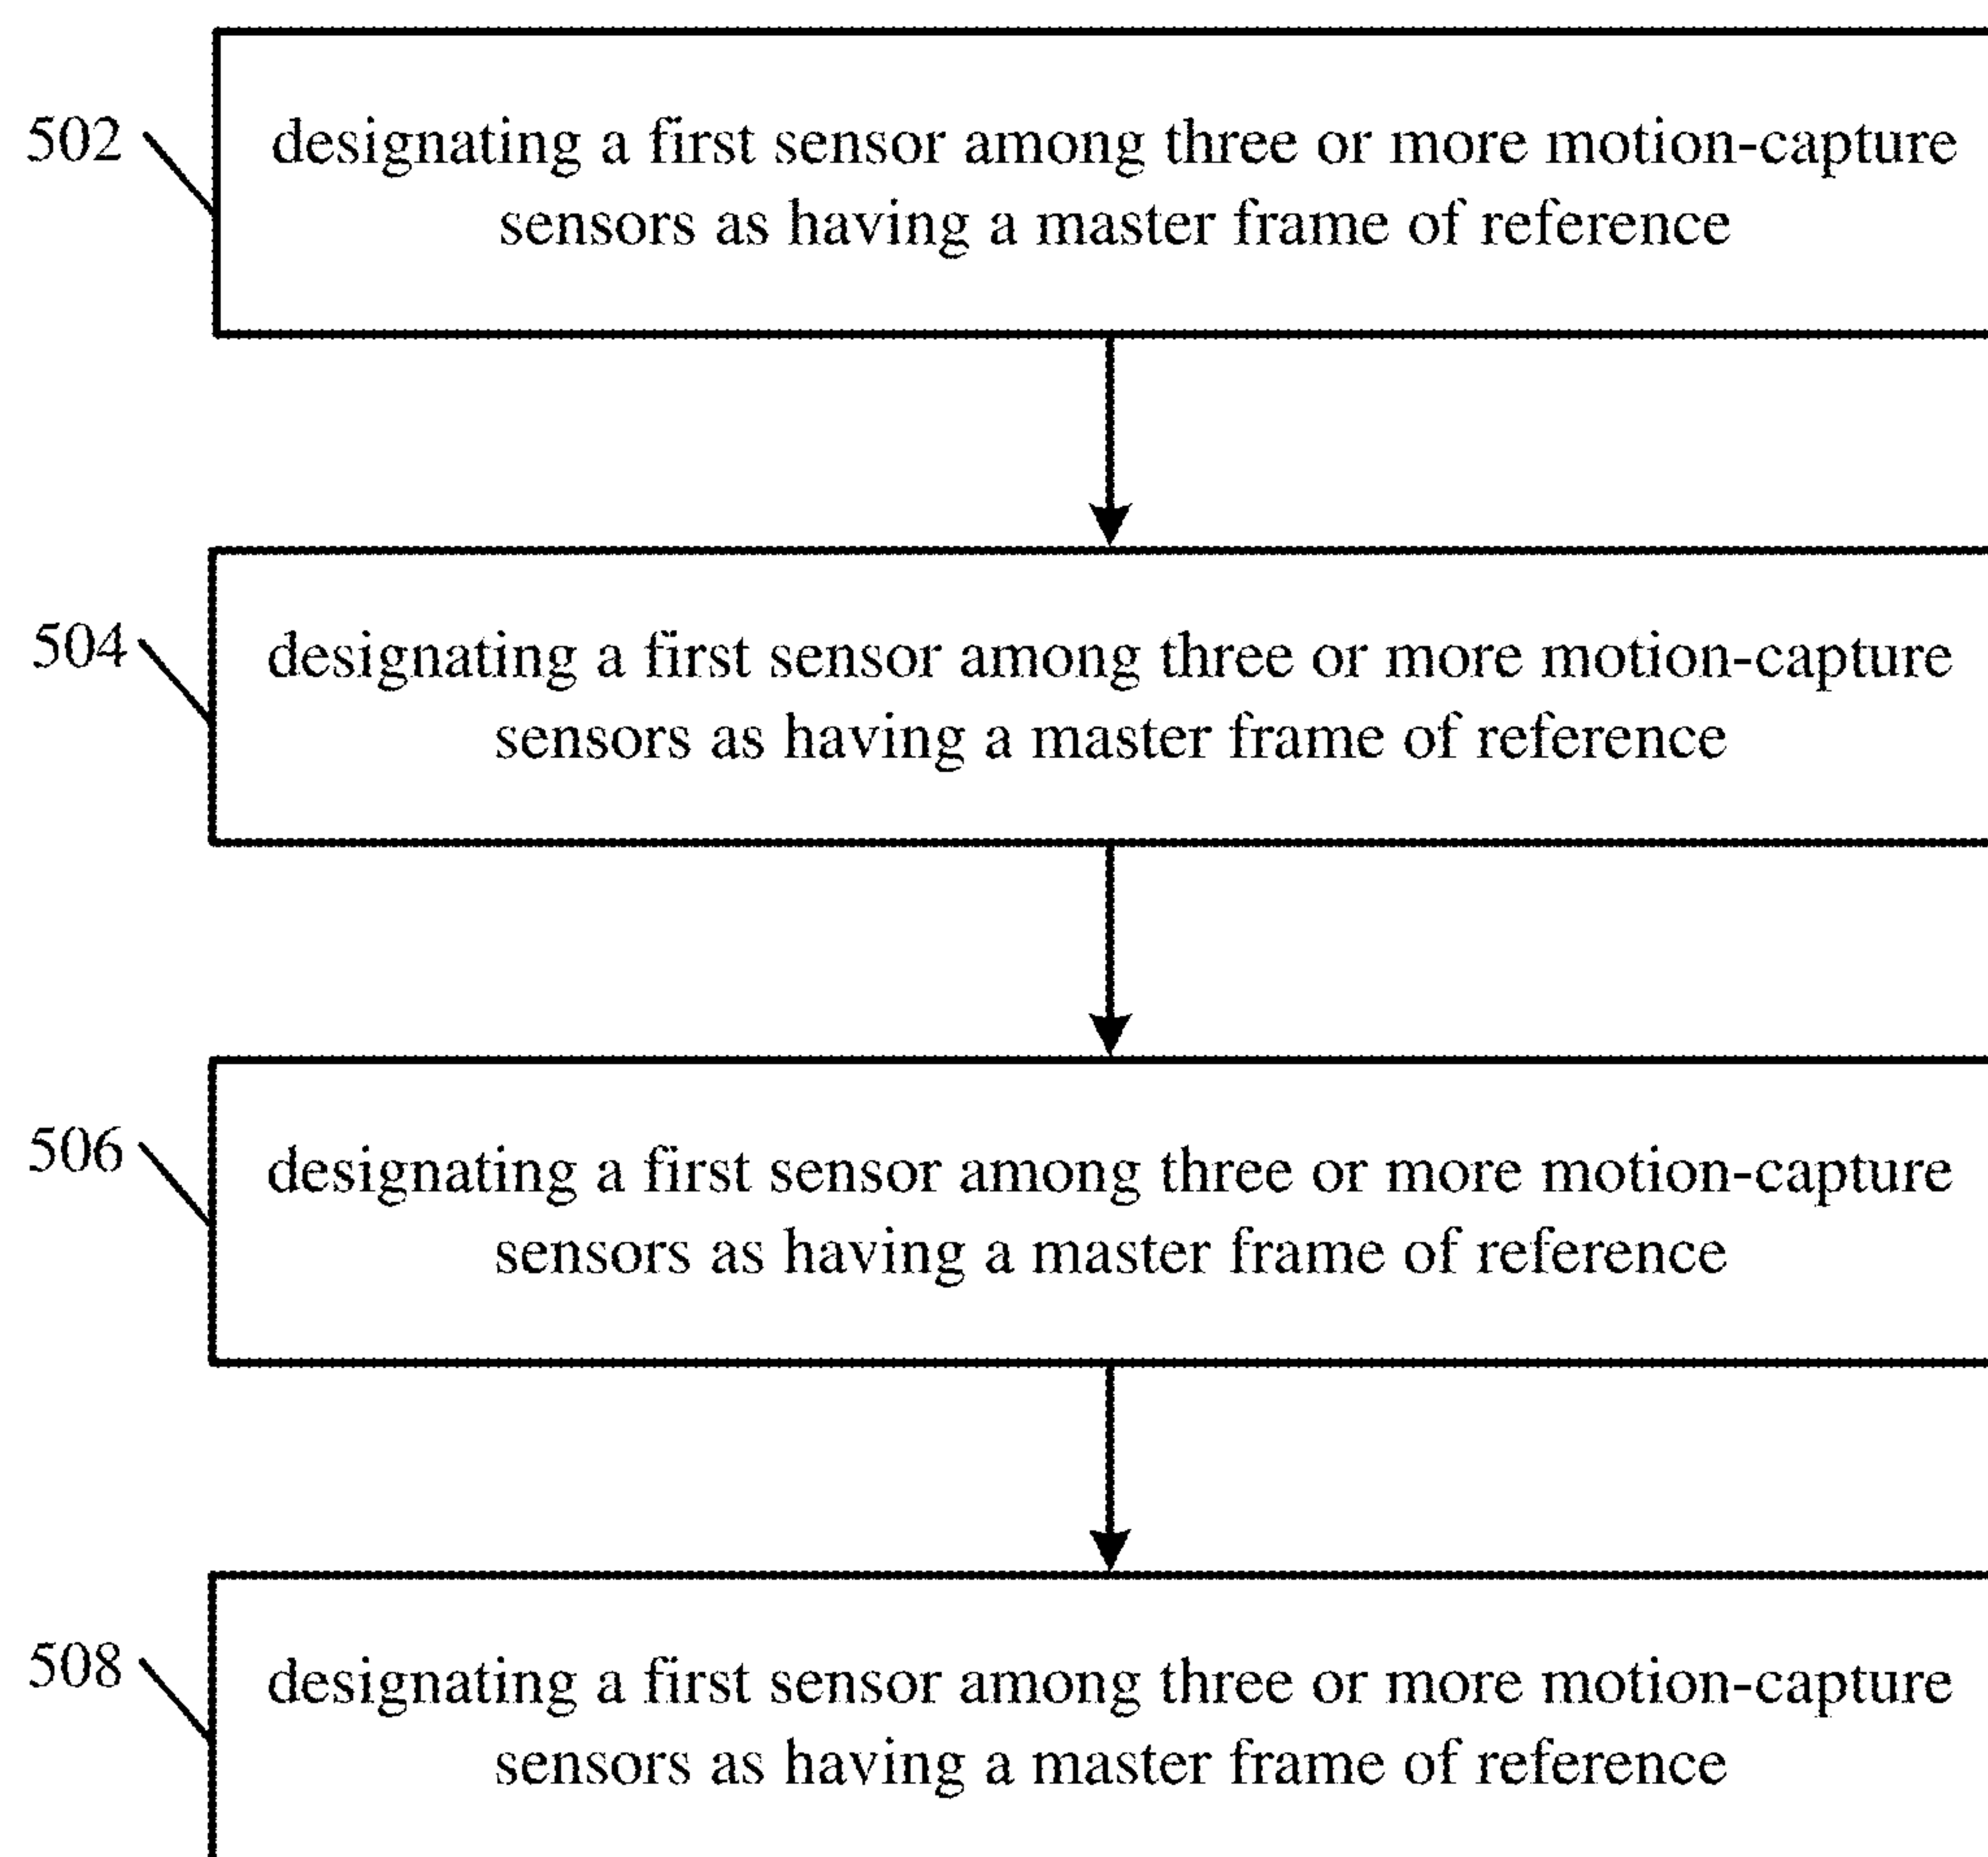 502
designating a first sensor among three or more motion-capture
sensors as having a master frame of reference
504
designating a first sensor among three or more motion-capture
sensors as having a master frame of reference
506
designating a first sensor among three or more motion-capture
sensors as having a master frame of reference
508
designating a first sensor among three or more motion-capture
sensors as having a master frame of reference